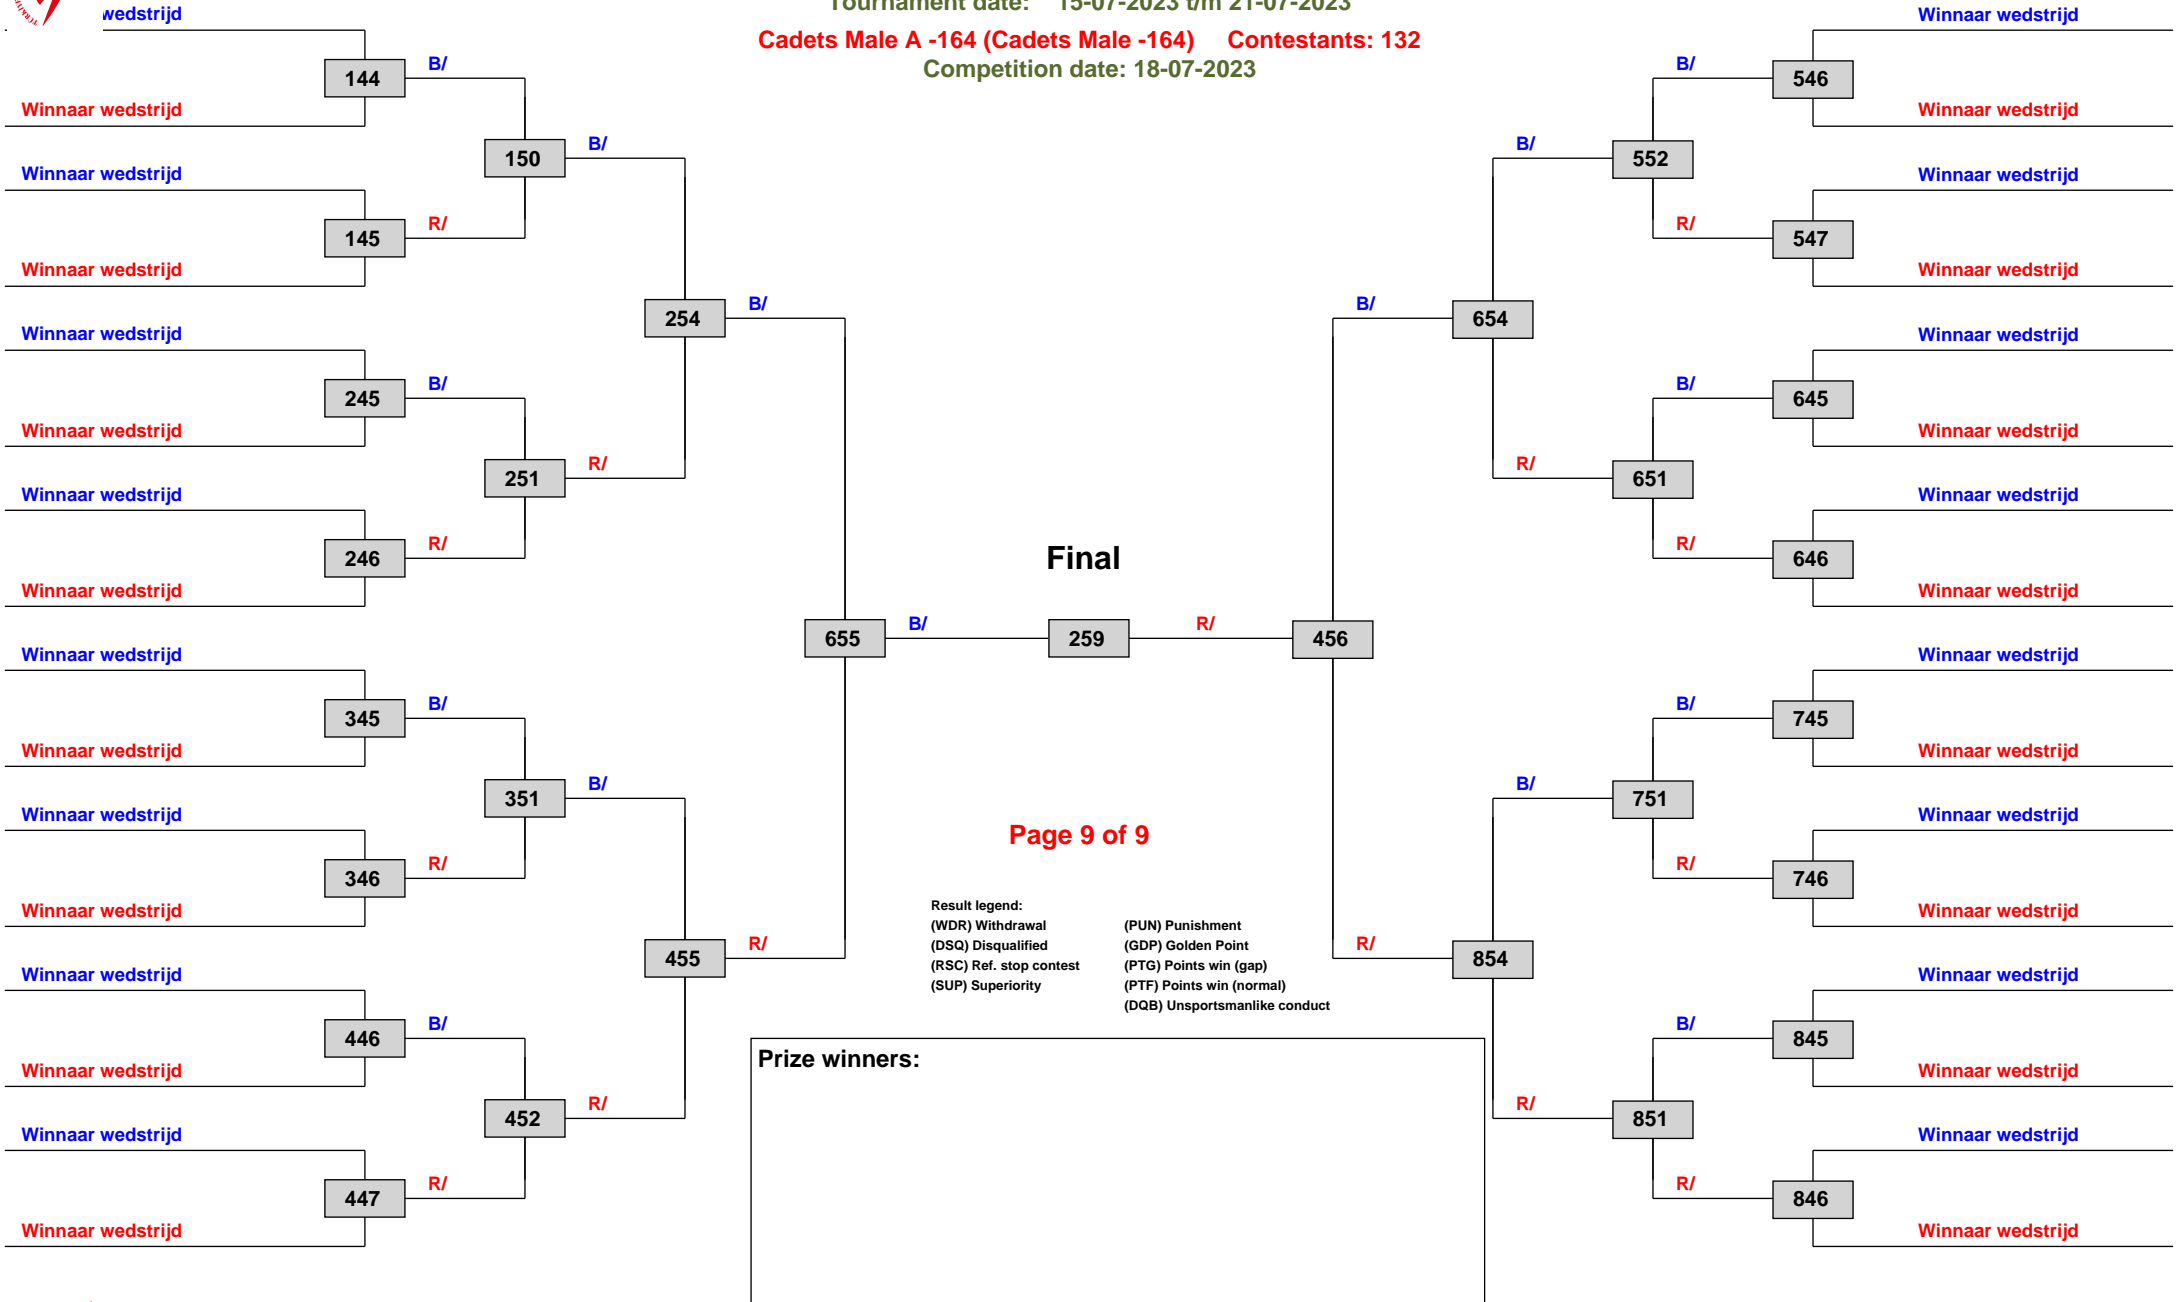 Tournament date: 15-07-2023 t/m 21-07-2023
Cadets Male A -164 (Cadets Male -164) Contestants: 132
Competition date: 18-07-2023
wedstrijd
144
B/
Winnaar wedstrijd
150
B/
Winnaar wedstrijd
145
R/
Winnaar wedstrijd
254
B/
Winnaar wedstrijd
245
B/
Winnaar wedstrijd
251
R/
Winnaar wedstrijd
246
R/
Winnaar wedstrijd
655
B/
Winnaar wedstrijd
345
B/
Winnaar wedstrijd
351
B/
Winnaar wedstrijd
346
R/
Winnaar wedstrijd
455
R/
Winnaar wedstrijd
446
B/
Winnaar wedstrijd
452
R/
Winnaar wedstrijd
447
R/
Winnaar wedstrijd
Final
259
R/
456
Page 9 of 9
Result legend:
(WDR) Withdrawal (PUN) Punishment
(DSQ) Disqualified (GDP) Golden Point
(RSC) Ref. stop contest (PTG) Points win (gap)
(SUP) Superiority (PTF) Points win (normal)
(DQB) Unsportsmanlike conduct
Prize winners:
Winnaar wedstrijd
B/
546
Winnaar wedstrijd
B/
552
Winnaar wedstrijd
R/
547
Winnaar wedstrijd
B/
654
Winnaar wedstrijd
B/
645
Winnaar wedstrijd
R/
651
Winnaar wedstrijd
R/
646
Winnaar wedstrijd
Winnaar wedstrijd
B/
745
Winnaar wedstrijd
B/
751
Winnaar wedstrijd
R/
746
Winnaar wedstrijd
R/
854
Winnaar wedstrijd
B/
845
Winnaar wedstrijd
R/
851
Winnaar wedstrijd
R/
846
Winnaar wedstrijd